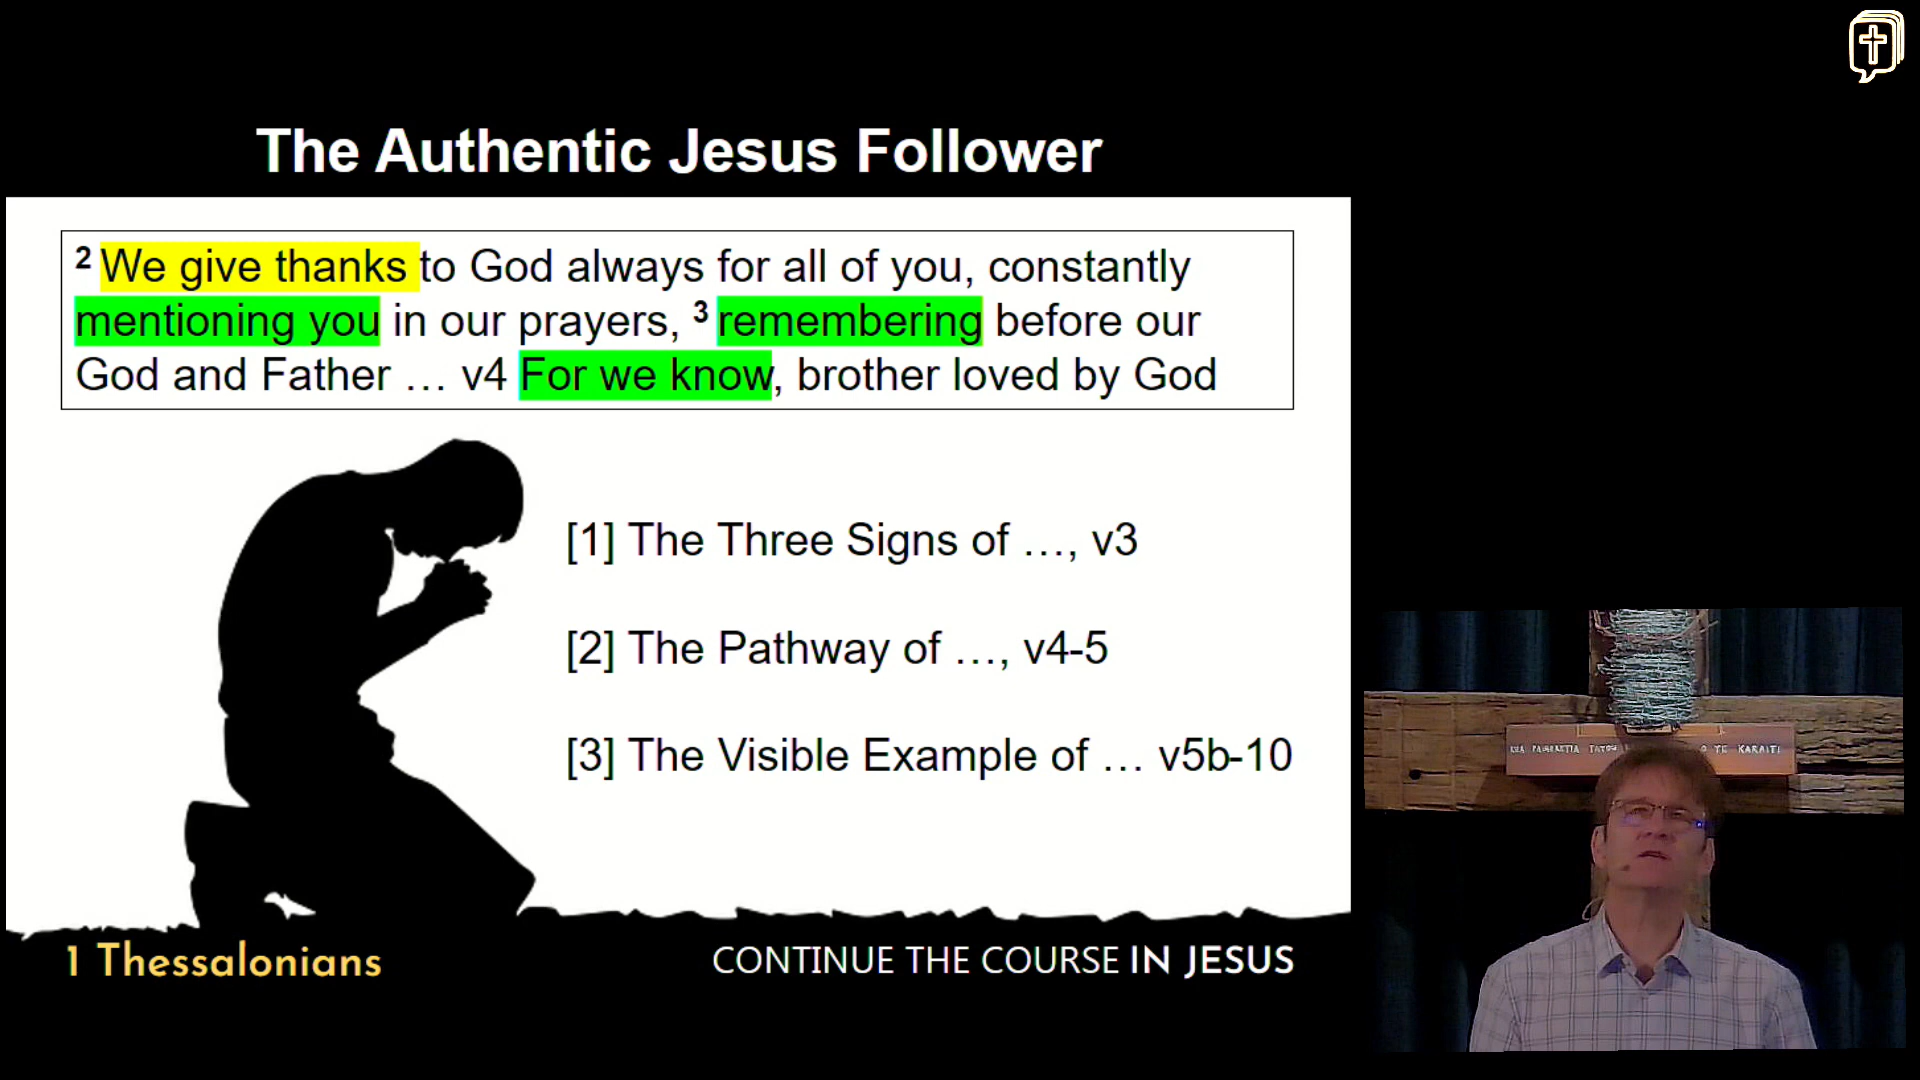 The Authentic Jesus Follower
2 We give thanks to God always for all of you, constantly
mentioning you in our prayers, 3 remembering before our
God and Father … v4 For we know, brother loved by God
[1] The Three Signs of …, v3
[2] The Pathway of …, v4-5
[3] The Visible Example of … v5b-10
1 Thessalonians
CONTINUE THE COURSE IN JESUS
TATOU O TE KARAITI